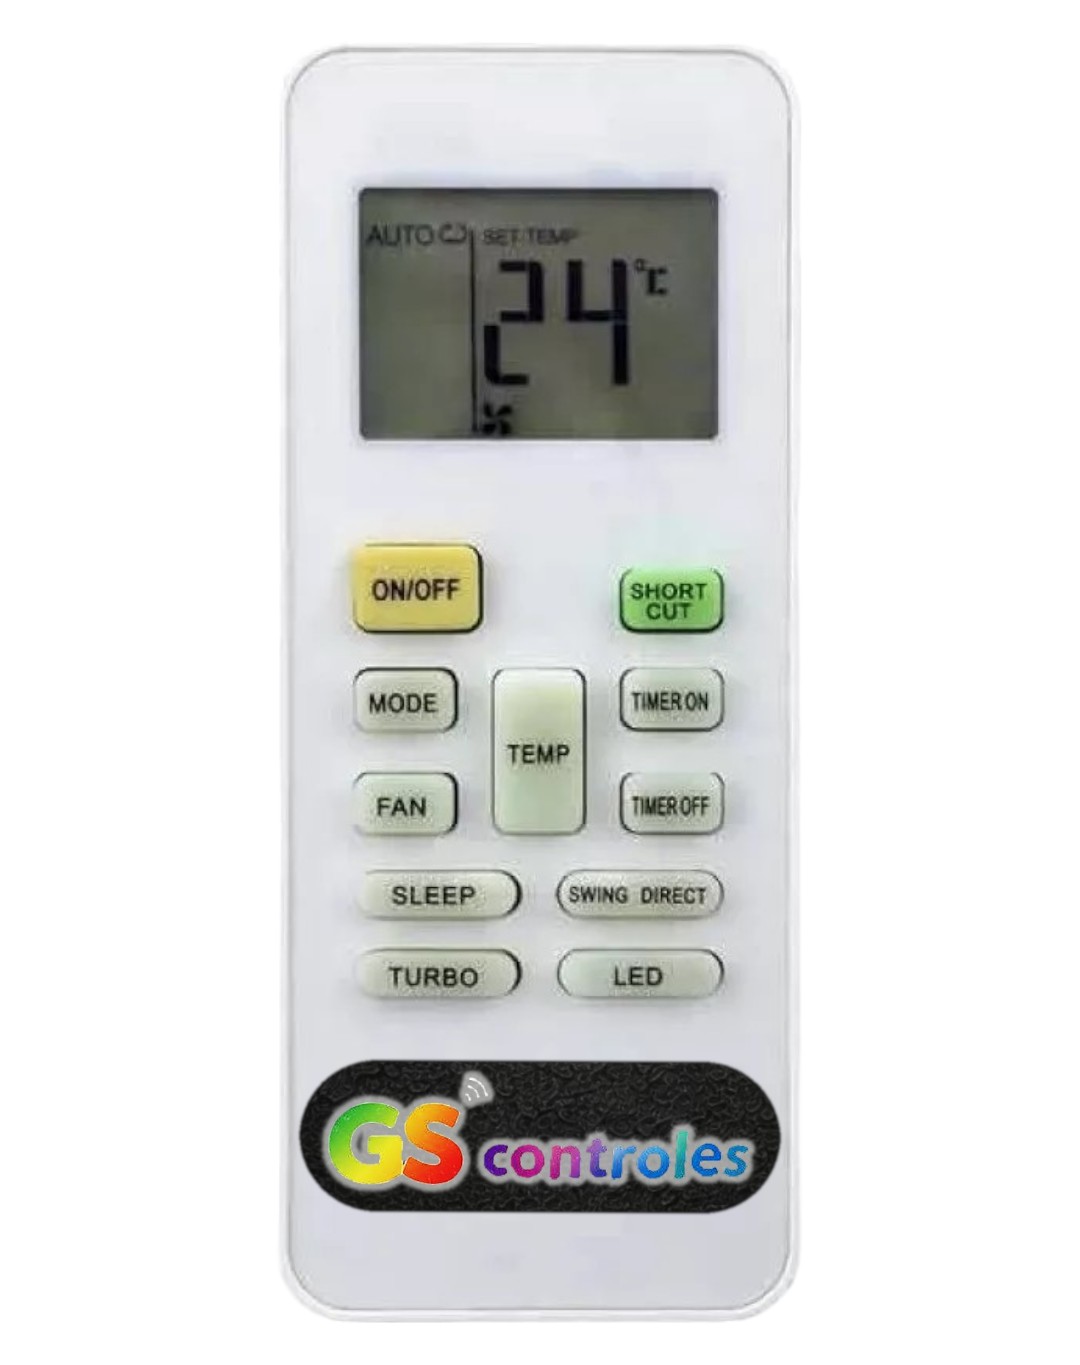 AUTO SET TEMP
24°C
ON/OFF
SHORT
CUT
MODE
TEMP
TIMER ON
FAN
TIMER OFF
SLEEP
SWING DIRECT
TURBO
LED
GS controles